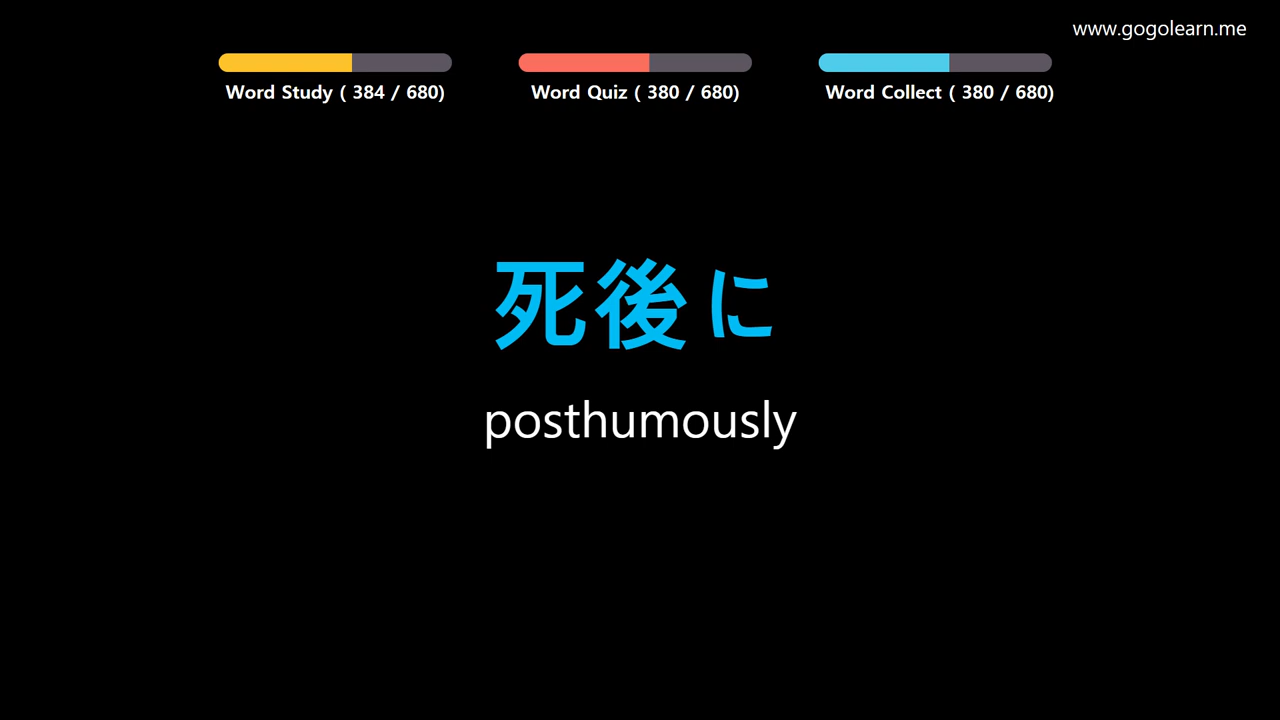 www.gogolearn.me
Word Study ( 384 / 680)
Word Quiz ( 380 / 680)
Word Collect ( 380 / 680)
死後に
posthumously